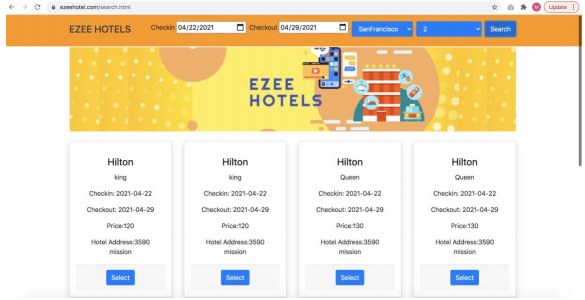 ezeehotel.com/search.html
Update
EZEE HOTELS Checkin 04/22/2021 Checkout 04/29/2021 SanFrancisco 2 Search
EZEE
HOTELS
Hilton
king
Checkin: 2021-04-22
Checkout: 2021-04-29
Price:120
Hotel Address:3590
mission
Select
Hilton
king
Checkin: 2021-04-22
Checkout: 2021-04-29
Price:120
Hotel Address:3590
mission
Select
Hilton
Queen
Checkin: 2021-04-22
Checkout: 2021-04-29
Price:130
Hotel Address:3590
mission
Select
Hilton
Queen
Checkin: 2021-04-22
Checkout: 2021-04-29
Price:130
Hotel Address:3590
mission
Select